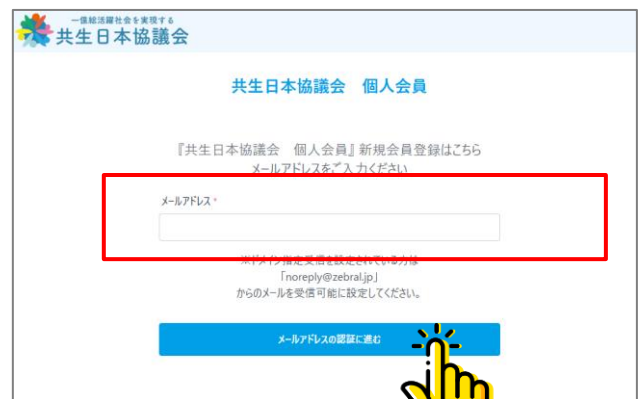 一億総活躍社会を実現する
共生日本協議会
共生日本協議会　個人会員
『共生日本協議会　個人会員』新規会員登録はこちら
メールアドレスをご入力ください
メールアドレス *
※ドメイン指定受信を設定されている方は
「noreply@zebral.jp」
からのメールを受信可能に設定してください。
メールアドレスの認証に進む